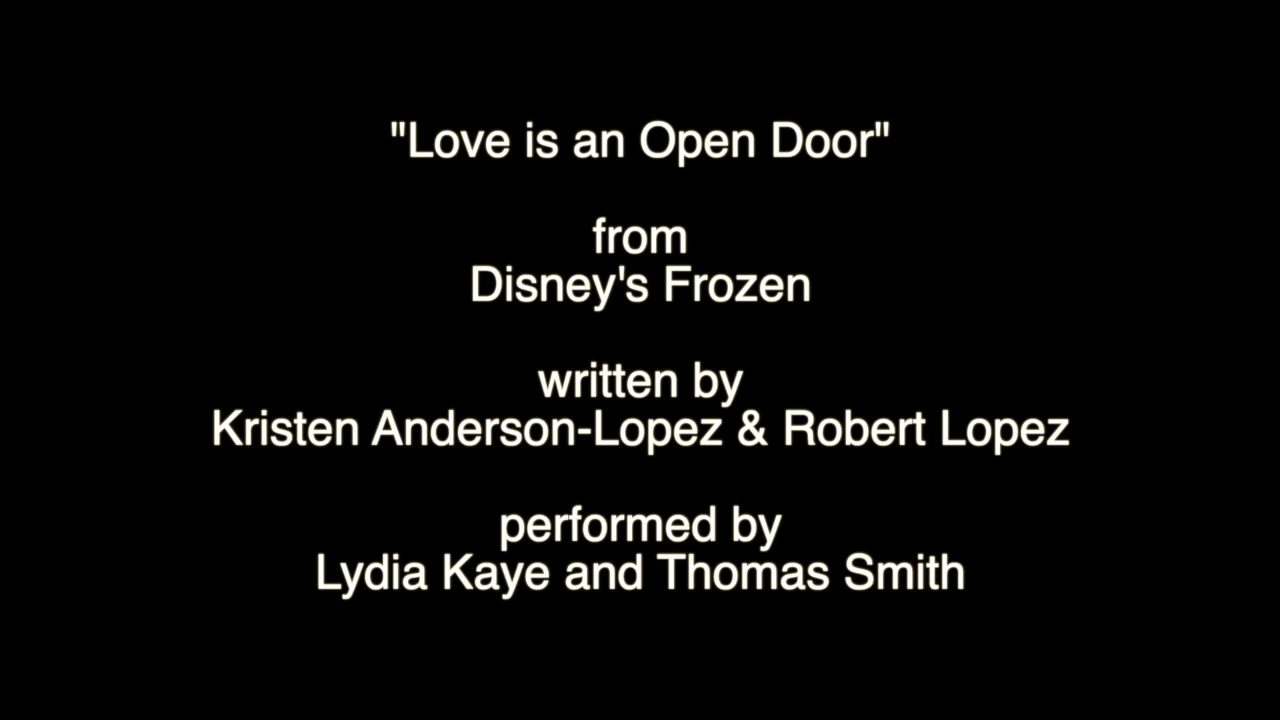 "Love is an Open Door"
from
Disney's Frozen
written by
Kristen Anderson-Lopez & Robert Lopez
performed by
Lydia Kaye and Thomas Smith